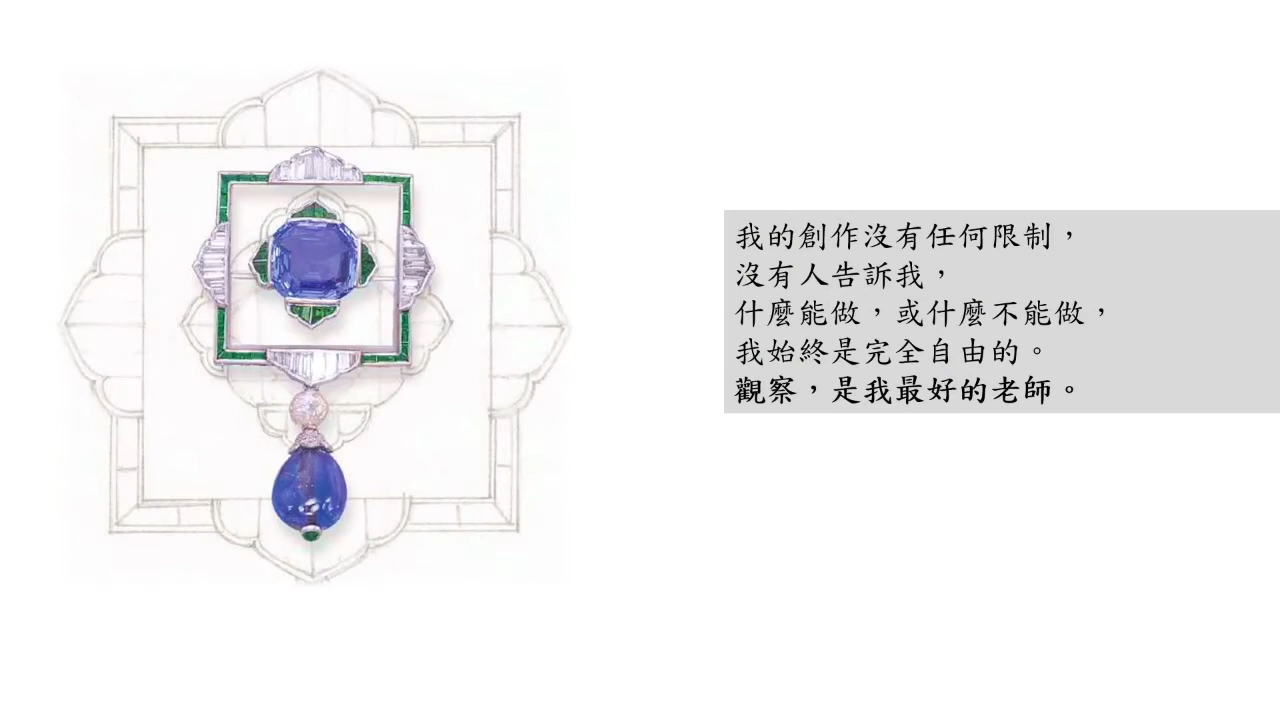 我的創作沒有任何限制，
沒有人告訴我，
什麼能做，或什麼不能做，
我始終是完全自由的。
觀察，是我最好的老師。